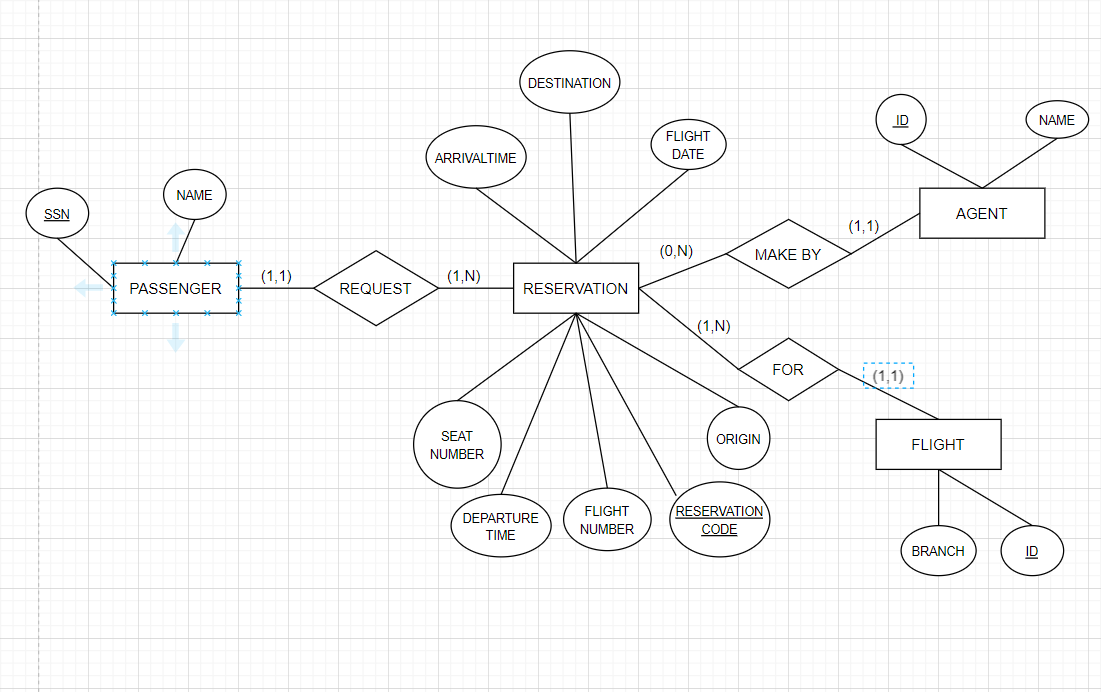 DESTINATION
ID
NAME
FLIGHT
DATE
ARRIVALTIME
NAME
SSN
AGENT
(1,1)
(0,N)
MAKE BY
(1,1)
(1,N)
PASSENGER
REQUEST
RESERVATION
(1,N)
FOR
(1,1)
SEAT
NUMBER
ORIGIN
FLIGHT
DEPARTURE
TIME
FLIGHT
NUMBER
RESERVATION
CODE
BRANCH
ID